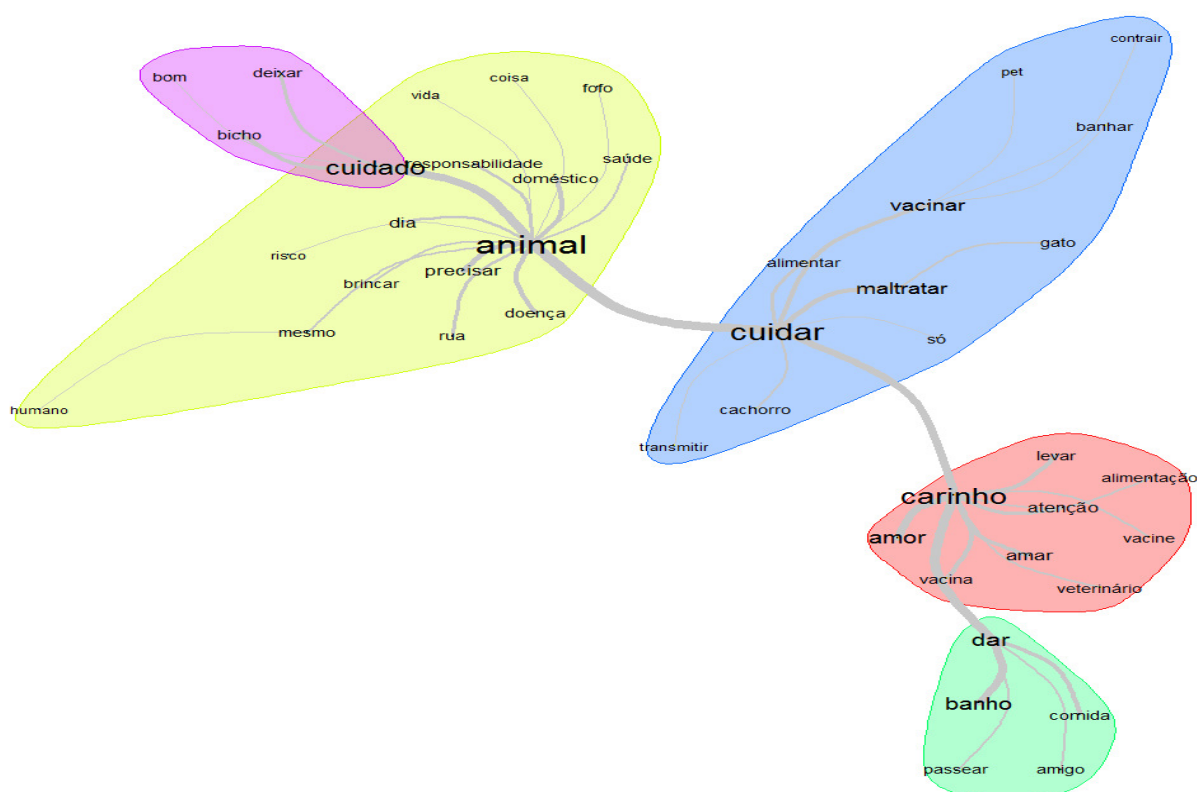 bom
deixar
bicho
cuidado
vida
coisa
fofo
responsabilidade
doméstico
saúde
dia
animal
risco
brincar
precisar
mesmo
rua
doença
humano
contrair
pet
banhar
vacinar
gato
alimentar
maltratar
cuidar
só
cachorro
transmitir
levar
alimentação
carinho
atenção
amor
vacine
amar
vacina
veterinário
dar
banho
comida
passear
amigo